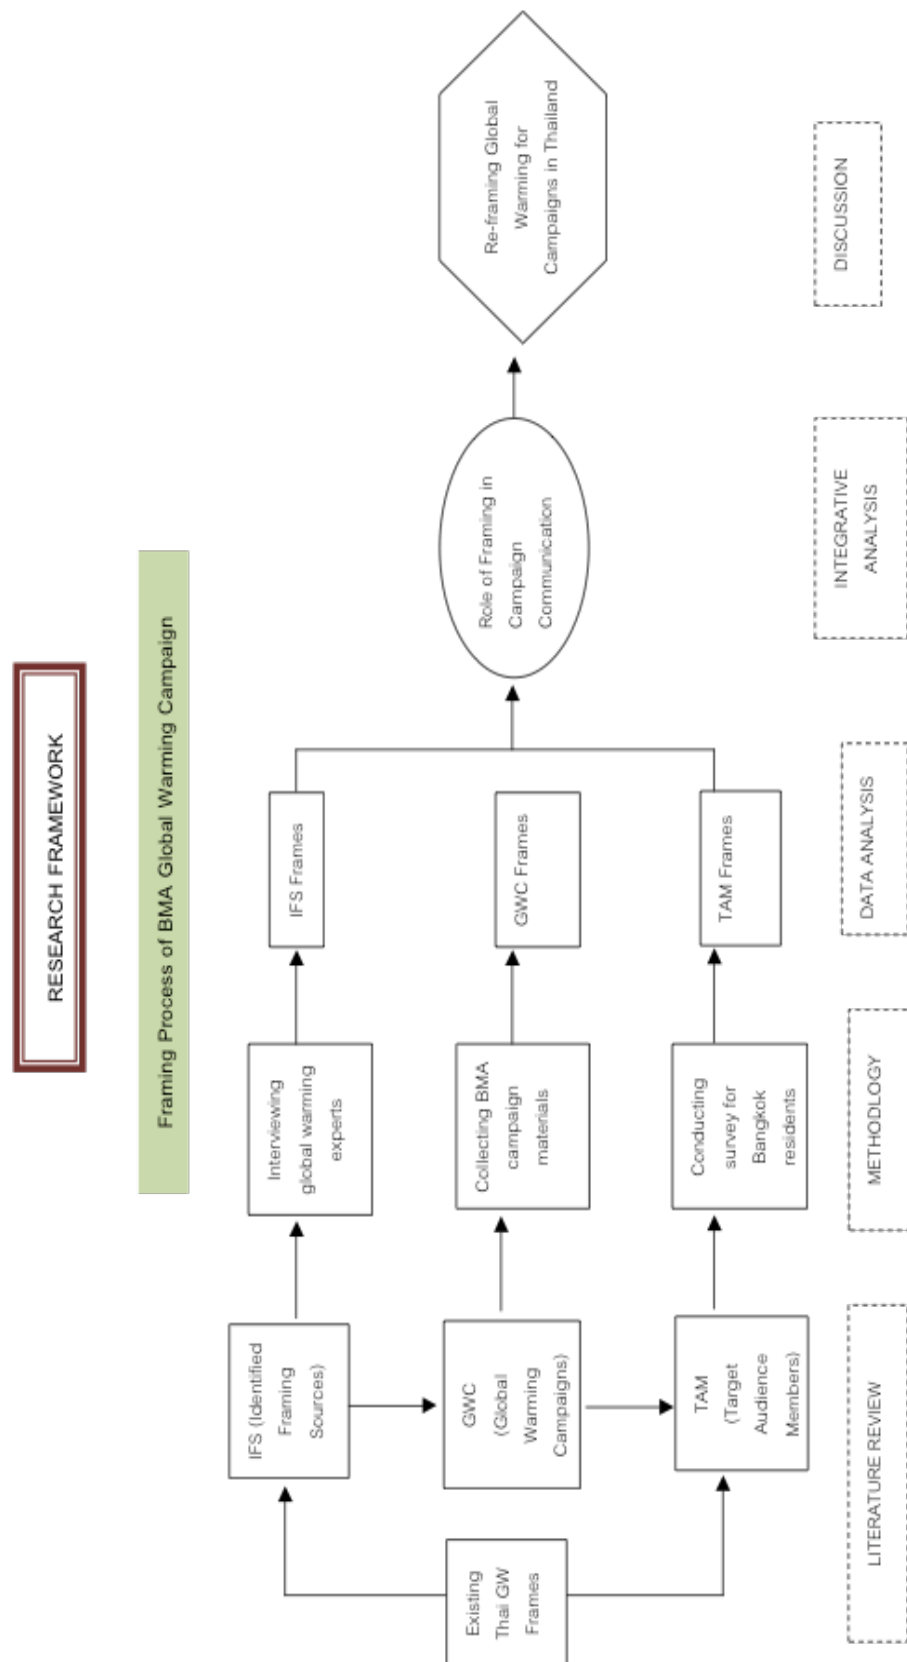 RESEARCH FRAMEWORK
Framing Process of BMA Global Warming Campaign
Existing
Thai GW
Frames
IFS (Identified
Framing
Sources)
Interviewing
global warming
experts
IFS Frames
GWC
(Global
Warming
Campaigns)
Collecting BMA
campaign
materials
GWC Frames
TAM
(Target
Audience
Members)
Conducting
survey for
Bangkok
residents
TAM Frames
Role of Framing in
Campaign
Communication
Re-framing Global
Warming for
Campaigns in Thailand
LITERATURE REVIEW
METHODLOGY
DATA ANALYSIS
INTEGRATIVE
ANALYSIS
DISCUSSION